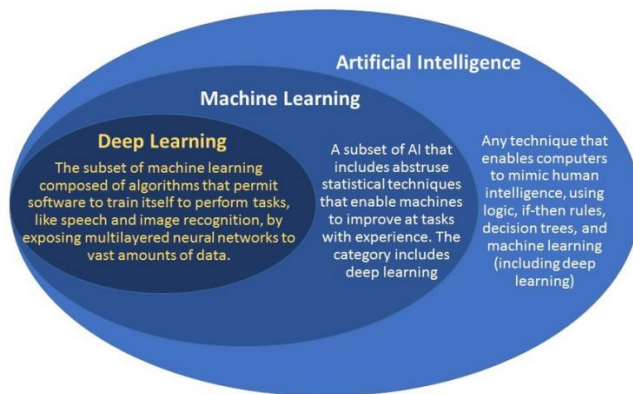 Artificial Intelligence
Machine Learning
Deep Learning
The subset of machine learning
composed of algorithms that permit
software to train itself to perform tasks,
like speech and image recognition, by
exposing multilayered neural networks to
vast amounts of data.
A subset of AI that
includes abstruse
statistical techniques
that enable machines
to improve at tasks
with experience. The
category includes
deep learning
Any technique that
enables computers
to mimic human
intelligence, using
logic, if-then rules,
decision trees, and
machine learning
(including deep
learning)